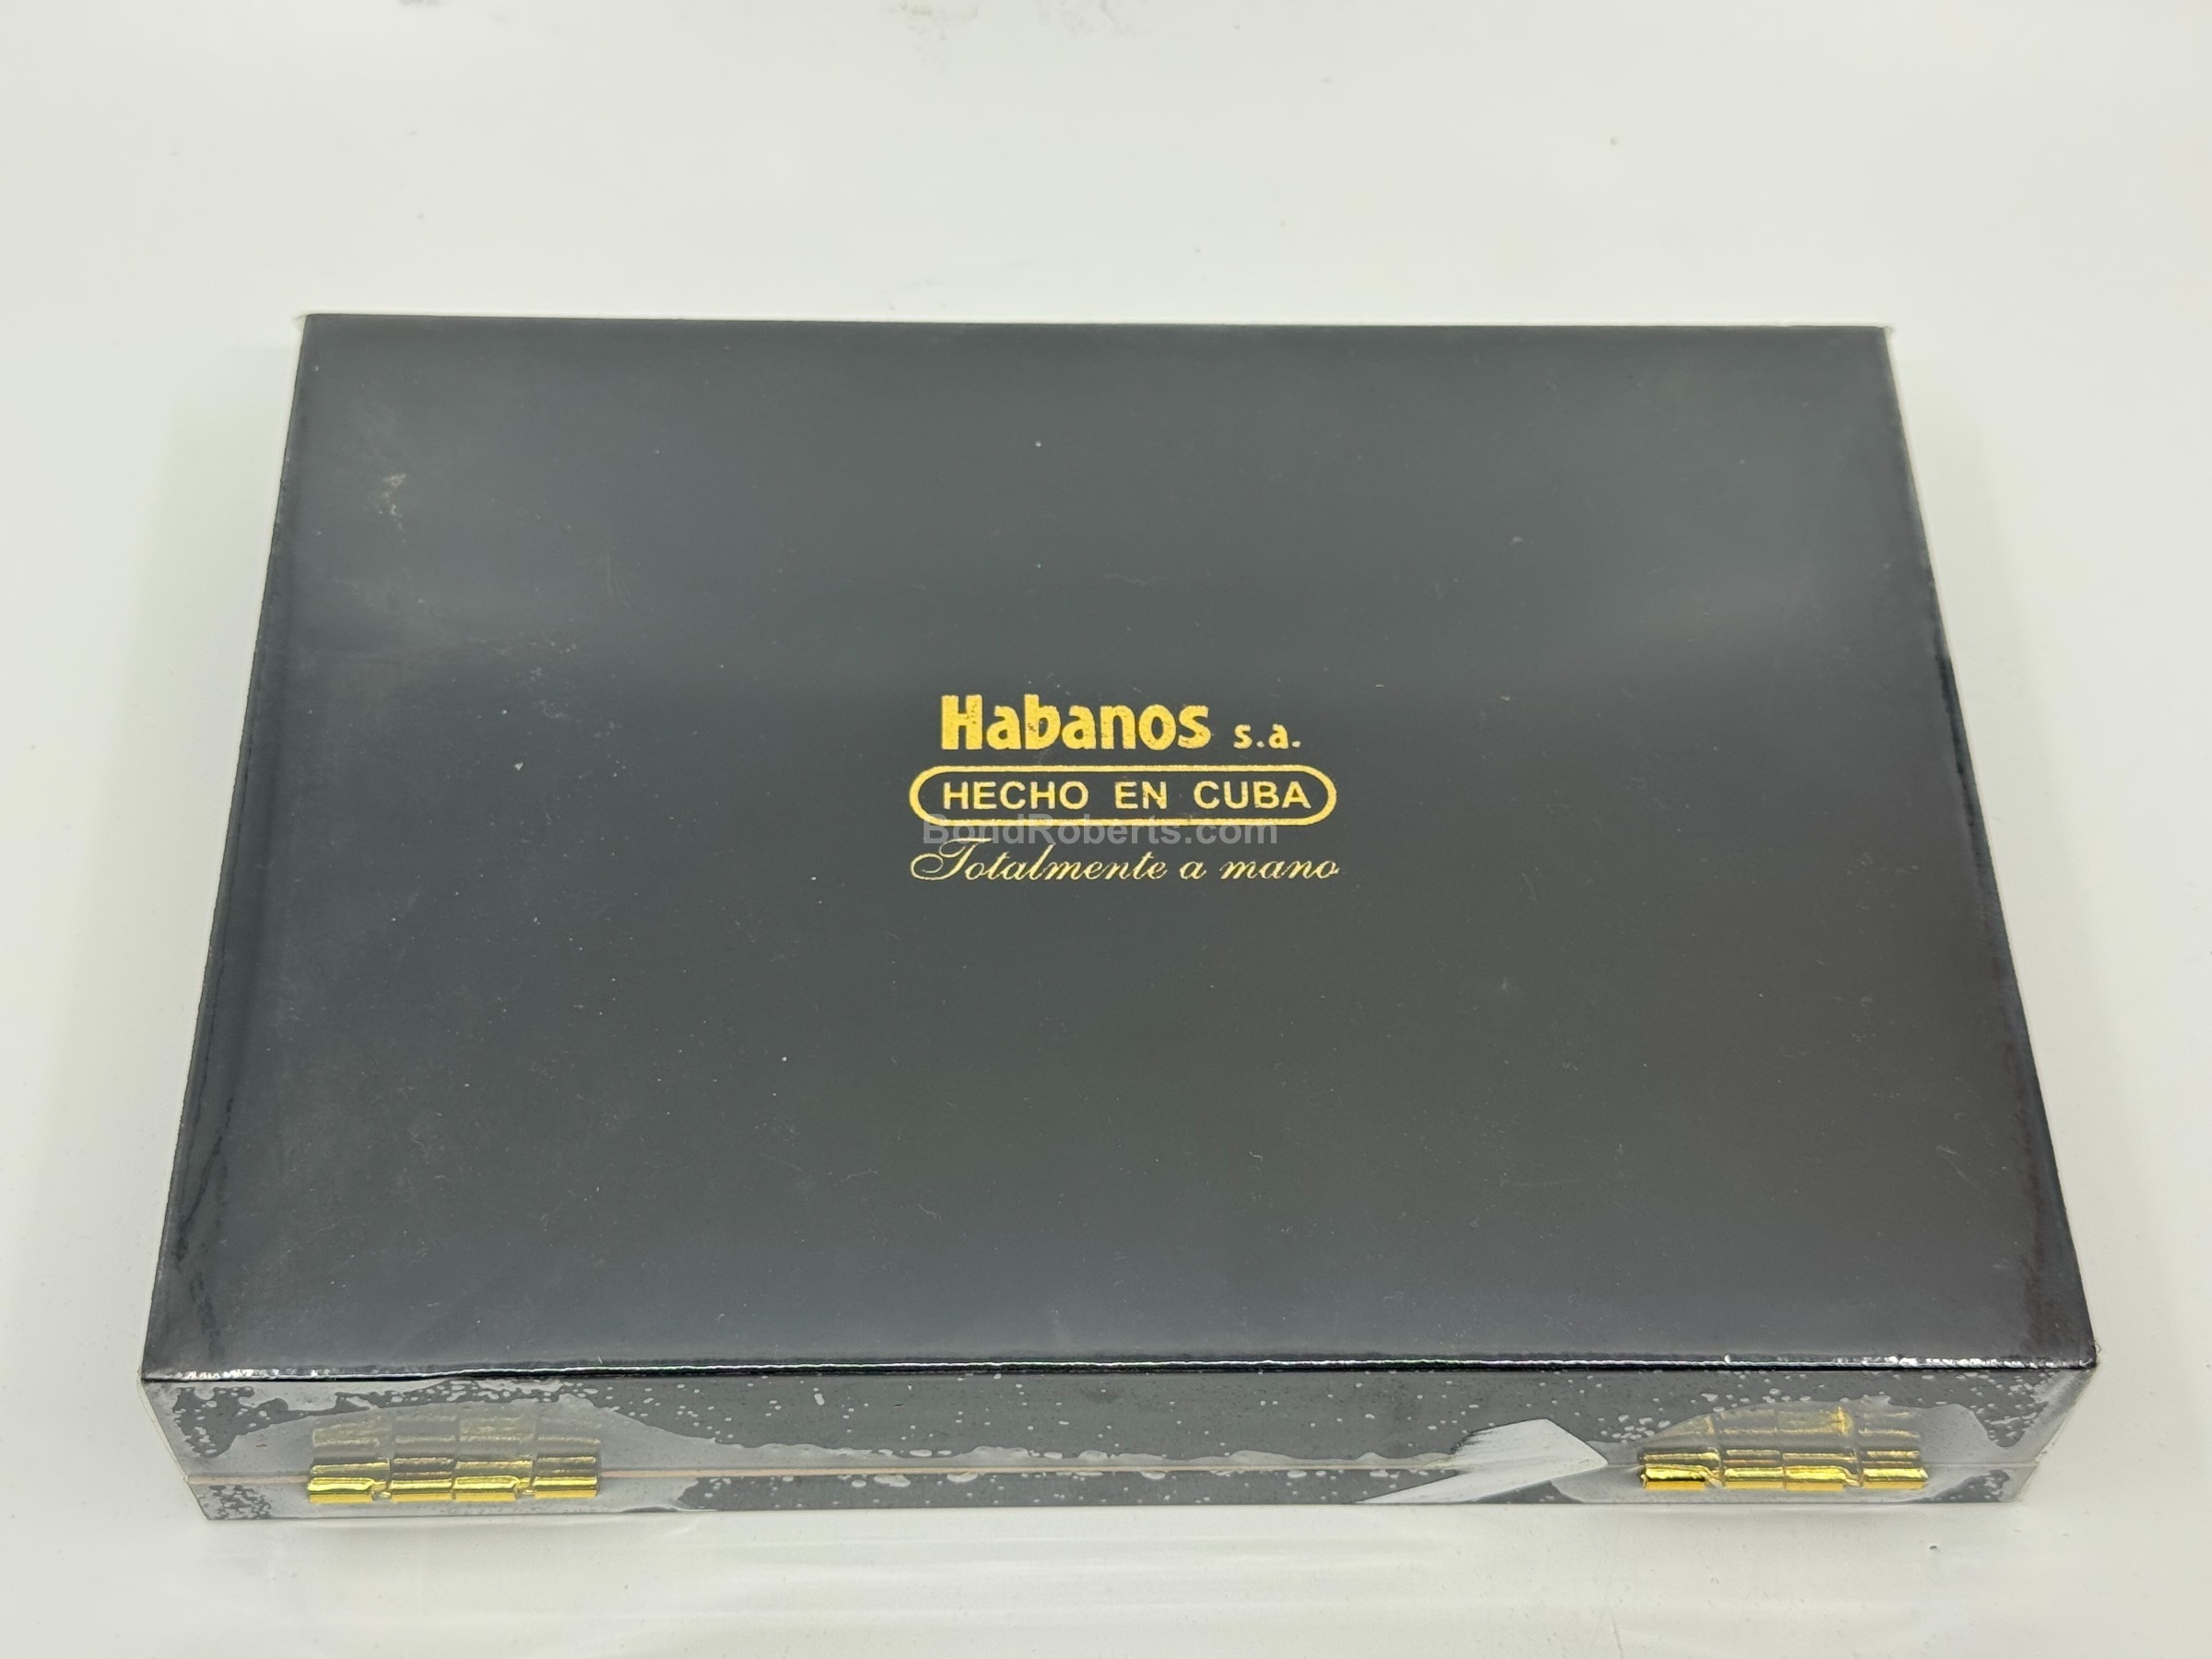 Habanos s.a.
HECHO EN CUBA
BondRoberts.com
Totalmente a mano